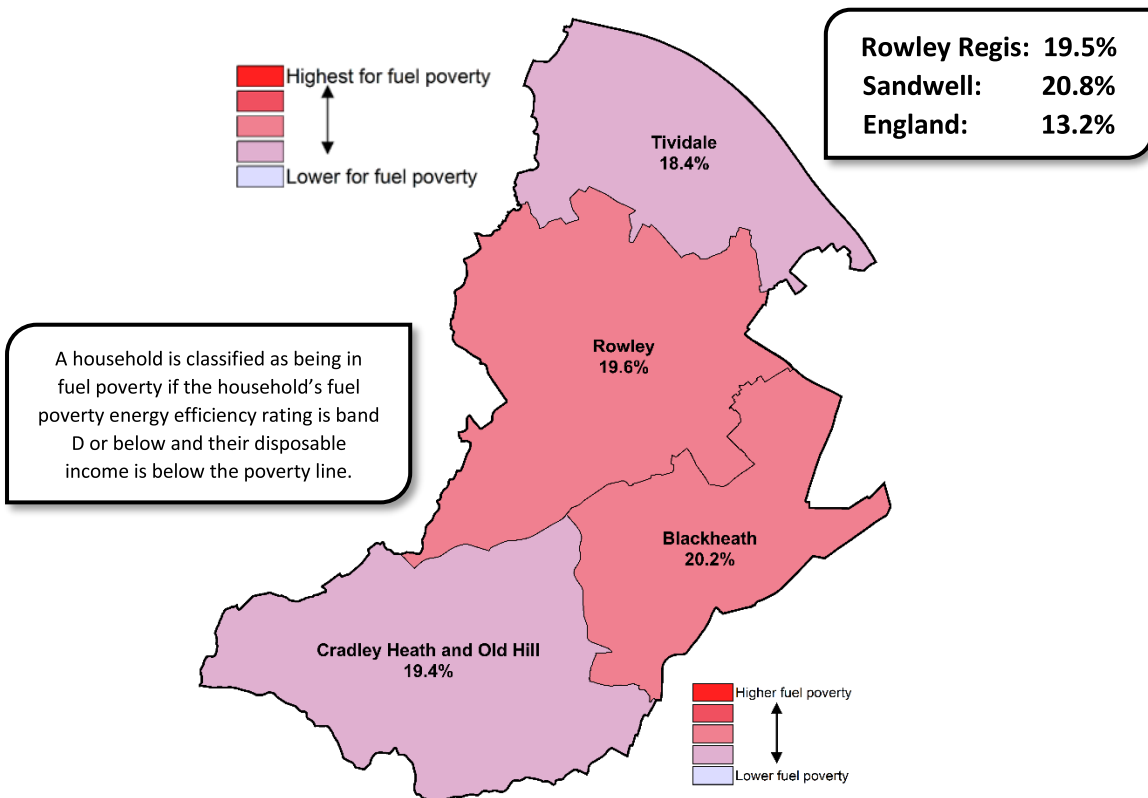 Rowley Regis: 19.5%
Sandwell: 20.8%
England: 13.2%
Highest for fuel poverty
Lower for fuel poverty
Tividale
18.4%
A household is classified as being in
fuel poverty if the household’s fuel
poverty energy efficiency rating is band
D or below and their disposable
income is below the poverty line.
Rowley
19.6%
Blackheath
20.2%
Cradley Heath and Old Hill
19.4%
Higher fuel poverty
Lower fuel poverty